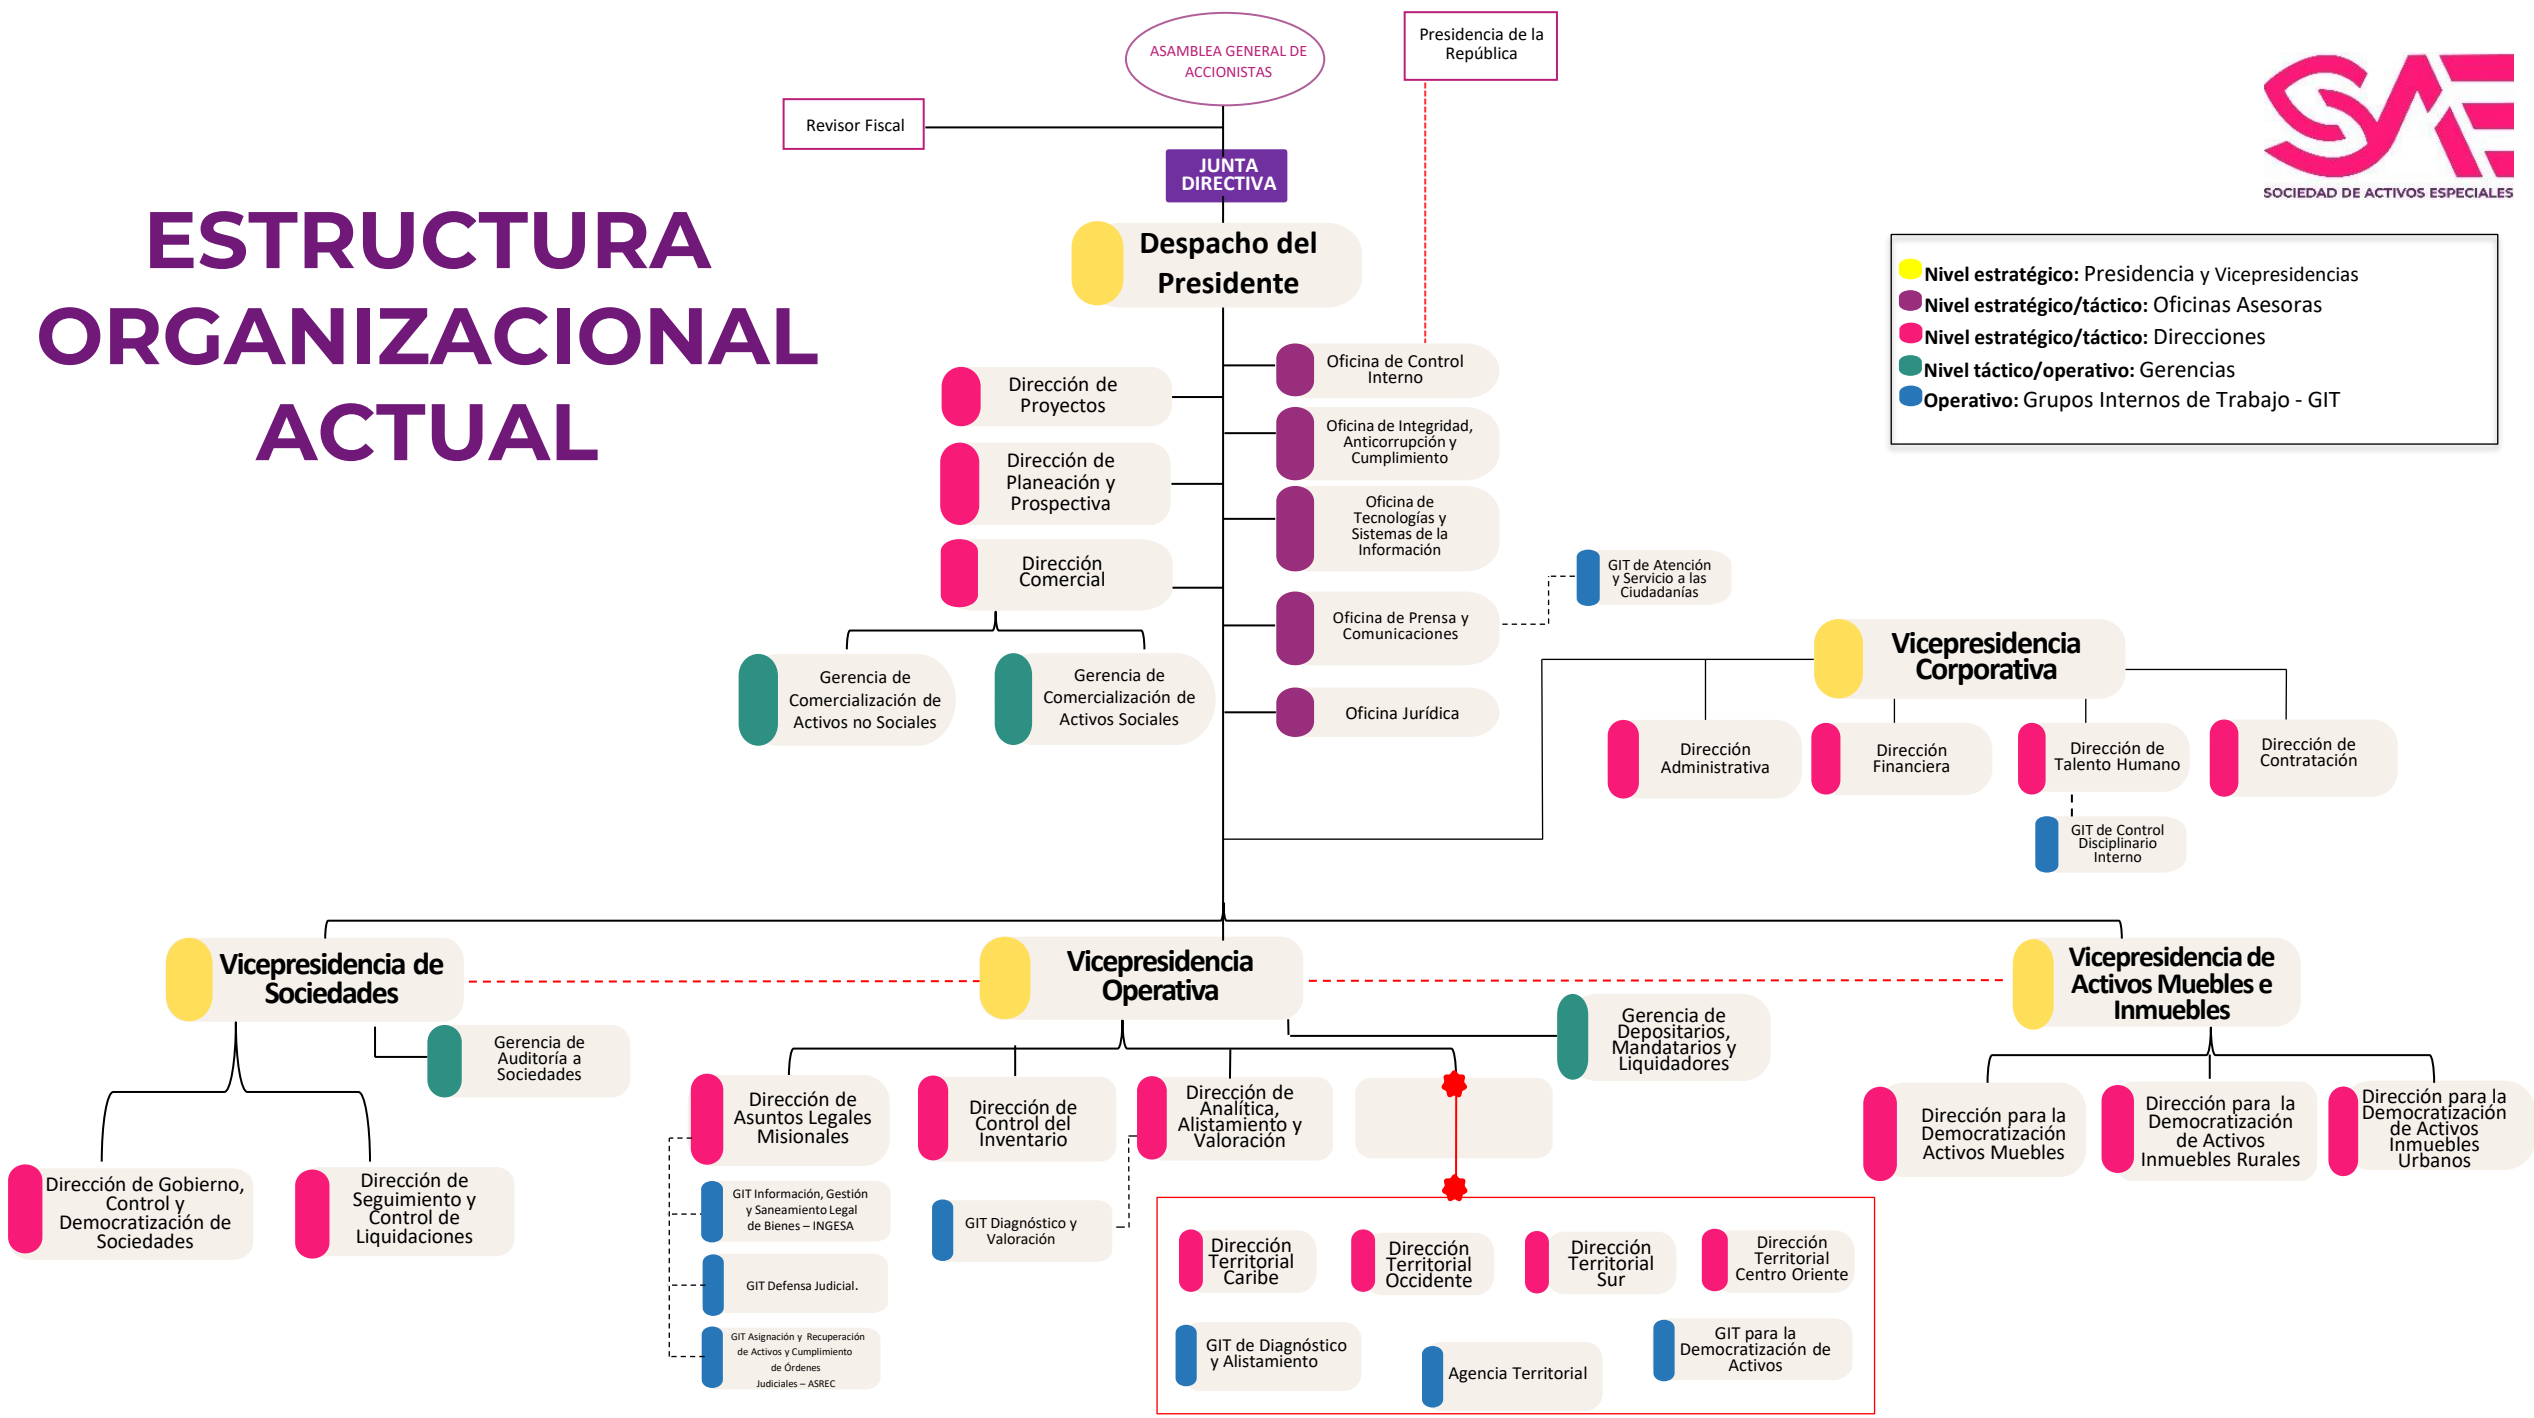 ASAMBLEA GENERAL DE
ACCIONISTAS
Presidencia de la
República
Revisor Fiscal
JUNTA
DIRECTIVA
SOCIEDAD DE ACTIVOS ESPECIALES
ESTRUCTURA
ORGANIZACIONAL
ACTUAL
Despacho del
Presidente
Nivel estratégico: Presidencia y Vicepresidencias
Nivel estratégico/táctico: Oficinas Asesoras
Nivel estratégico/táctico: Direcciones
Nivel táctico/operativo: Gerencias
Operativo: Grupos Internos de Trabajo - GIT
Dirección de
Proyectos
Dirección de
Planeación y
Prospectiva
Dirección
Comercial
Gerencia de
Comercialización de
Activos no Sociales
Gerencia de
Comercialización de
Activos Sociales
Oficina de Control
Interno
Oficina de Integridad,
Anticorrupción y
Cumplimiento
Oficina de
Tecnologías y
Sistemas de la
Información
Oficina de Prensa y
Comunicaciones
Oficina Jurídica
GIT de Atención
y Servicio a las
Ciudadanías
Vicepresidencia
Corporativa
Dirección
Administrativa
Dirección
Financiera
Dirección de
Talento Humano
Dirección de
Contratación
GIT de Control
Disciplinario
Interno
Vicepresidencia de
Sociedades
Gerencia de
Auditoría a
Sociedades
Dirección de Gobierno,
Control y
Democratización de
Sociedades
Dirección de
Seguimiento y
Control de
Liquidaciones
Vicepresidencia
Operativa
Gerencia de
Depositarios,
Mandatarios y
Liquidadores
Dirección de
Asuntos Legales
Misionales
Dirección de
Control del
Inventario
Dirección de
Analítica,
Alistamiento y
Valoración
GIT Información, Gestión
y Saneamiento Legal
de Bienes – INGESA
GIT Defensa Judicial.
GIT Asignación y Recuperación
de Activos y Cumplimiento
de Órdenes
Judiciales – ASREC
GIT Diagnóstico y
Valoración
Dirección
Territorial
Caribe
Dirección
Territorial
Occidente
Dirección
Territorial
Sur
Dirección
Territorial
Centro Oriente
GIT de Diagnóstico
y Alistamiento
Agencia Territorial
GIT para la
Democratización de
Activos
Vicepresidencia de
Activos Muebles e
Inmuebles
Dirección para la
Democratización
Activos Muebles
Dirección para la
Democratización
de Activos
Inmuebles Rurales
Dirección para la
Democratización
de Activos
Inmuebles
Urbanos
SAE